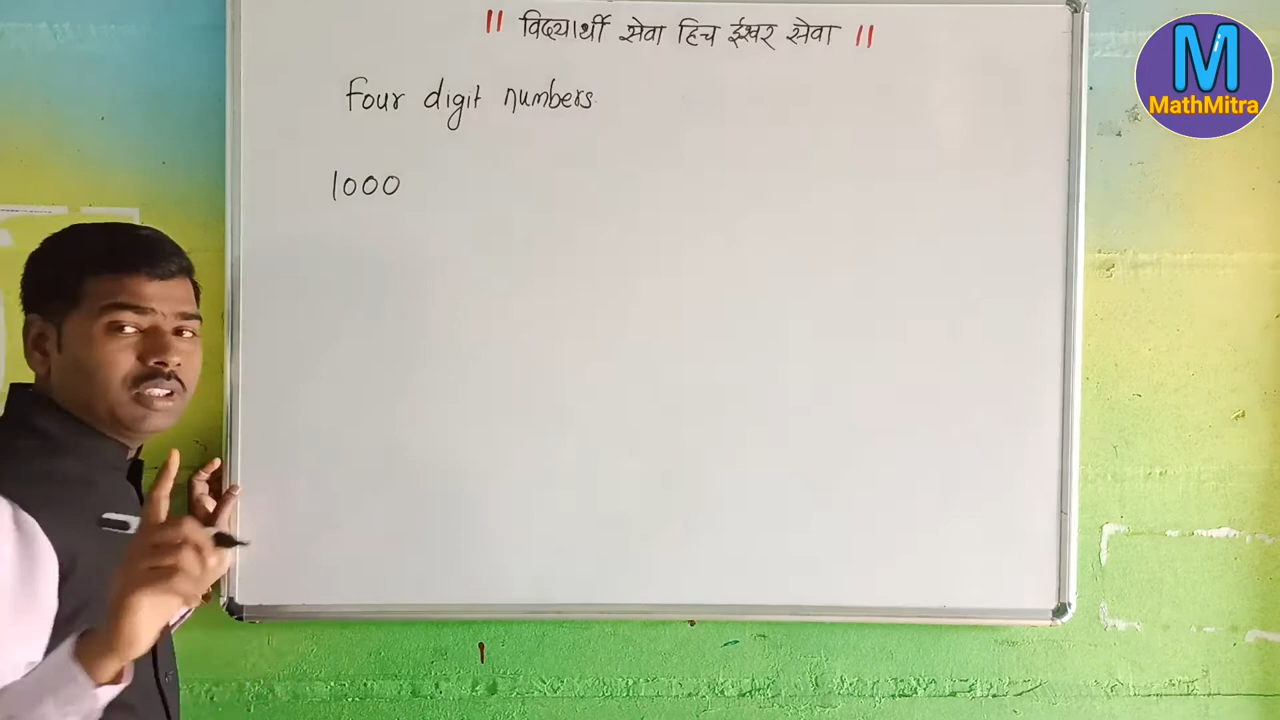 || विद्यार्थी सेवा हिच ईश्वर सेवा ||
Four digit numbers.
1000
M
MathMitra